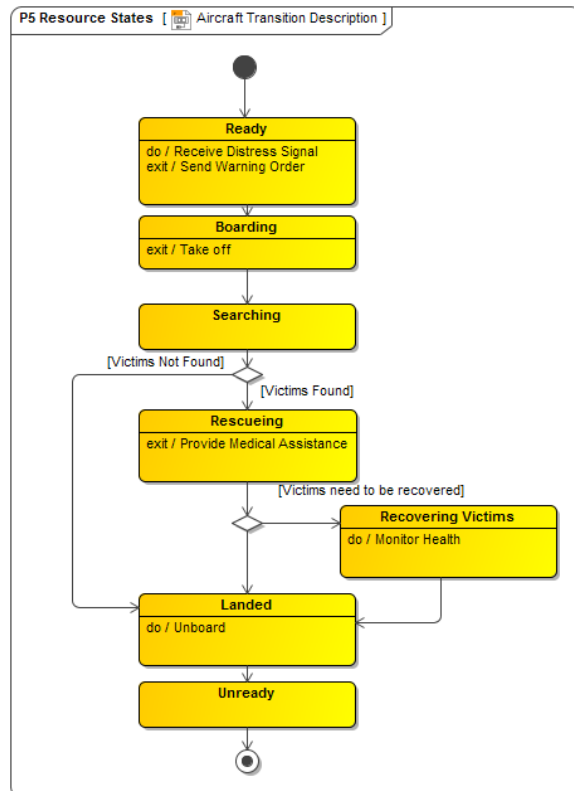 P5 Resource States [ Aircraft Transition Description ]
Ready
do / Receive Distress Signal
exit / Send Warning Order
Boarding
exit / Take off
Searching
[Victims Not Found]
[Victims Found]
Rescueing
exit / Provide Medical Assistance
[Victims need to be recovered]
Recovering Victims
do / Monitor Health
Landed
do / Unboard
Unready